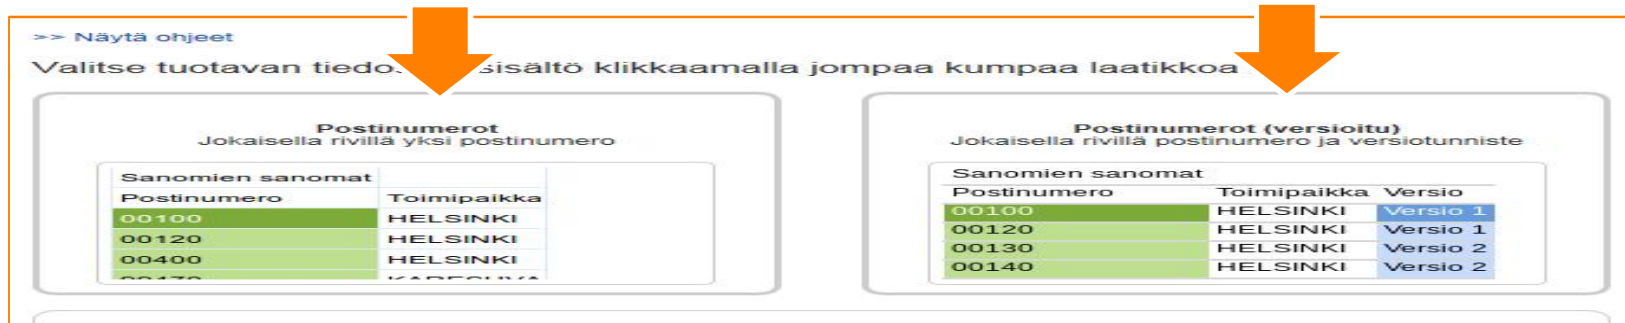 >> Näytä ohjeet
Valitse tuotavan sisältö klikkaamalla jompaa kumpaa laatikkoa
Postinumerot
Jokaisella rivillä yksi postinumero
Sanomien sanomat
Postinumero Toimipaikka
00100 HELSINKI
00120 HELSINKI
00400 HELSINKI
Postinumerot (versioitu)
Jokaisella rivillä postinumero ja versiotunniste
Sanomien sanomat
Postinumero Toimipaikka Versio
00100 HELSINKI Versio 1
00120 HELSINKI Versio 1
00130 HELSINKI Versio 2
00140 HELSINKI Versio 2